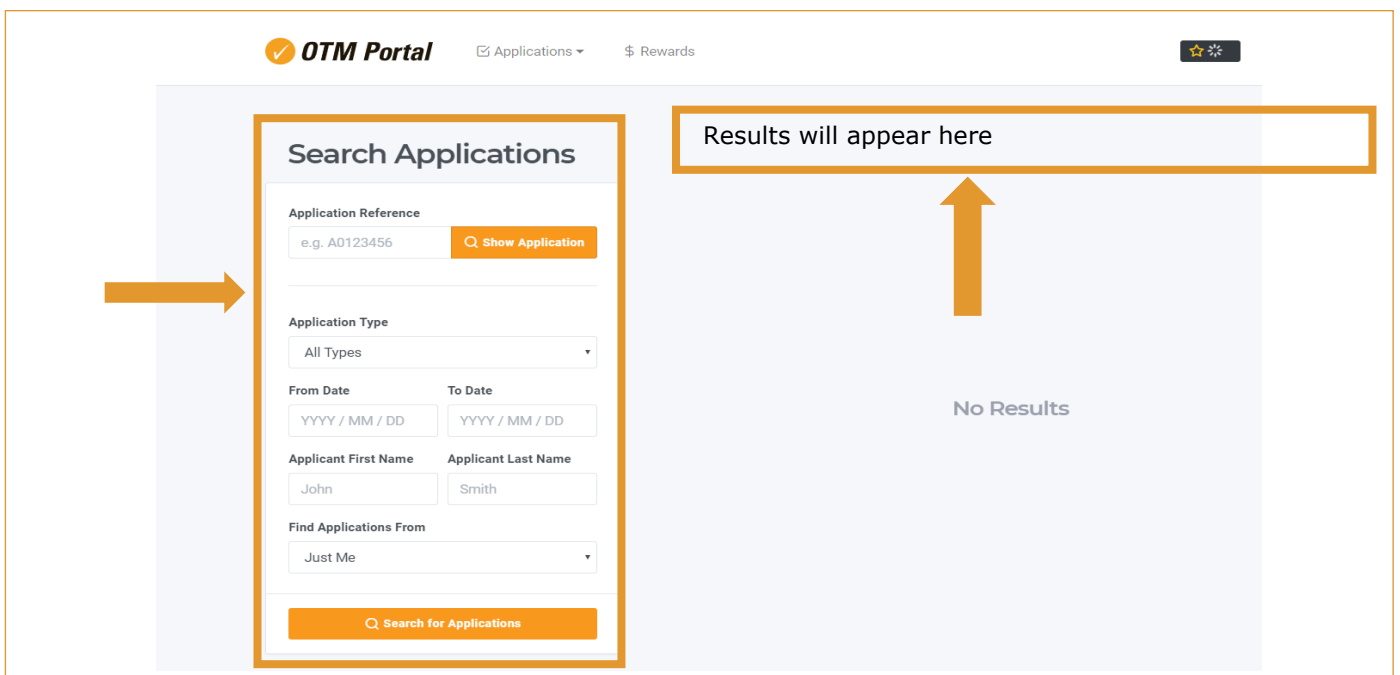 OTM Portal Applications $ Rewards
Search Applications
Results will appear here
Application Reference
e.g. A0123456 Show Application
Application Type
All Types
From Date To Date
YYYY / MM / DD YYYY / MM / DD
Applicant First Name Applicant Last Name
John Smith
Find Applications From
Just Me
Search for Applications
No Results